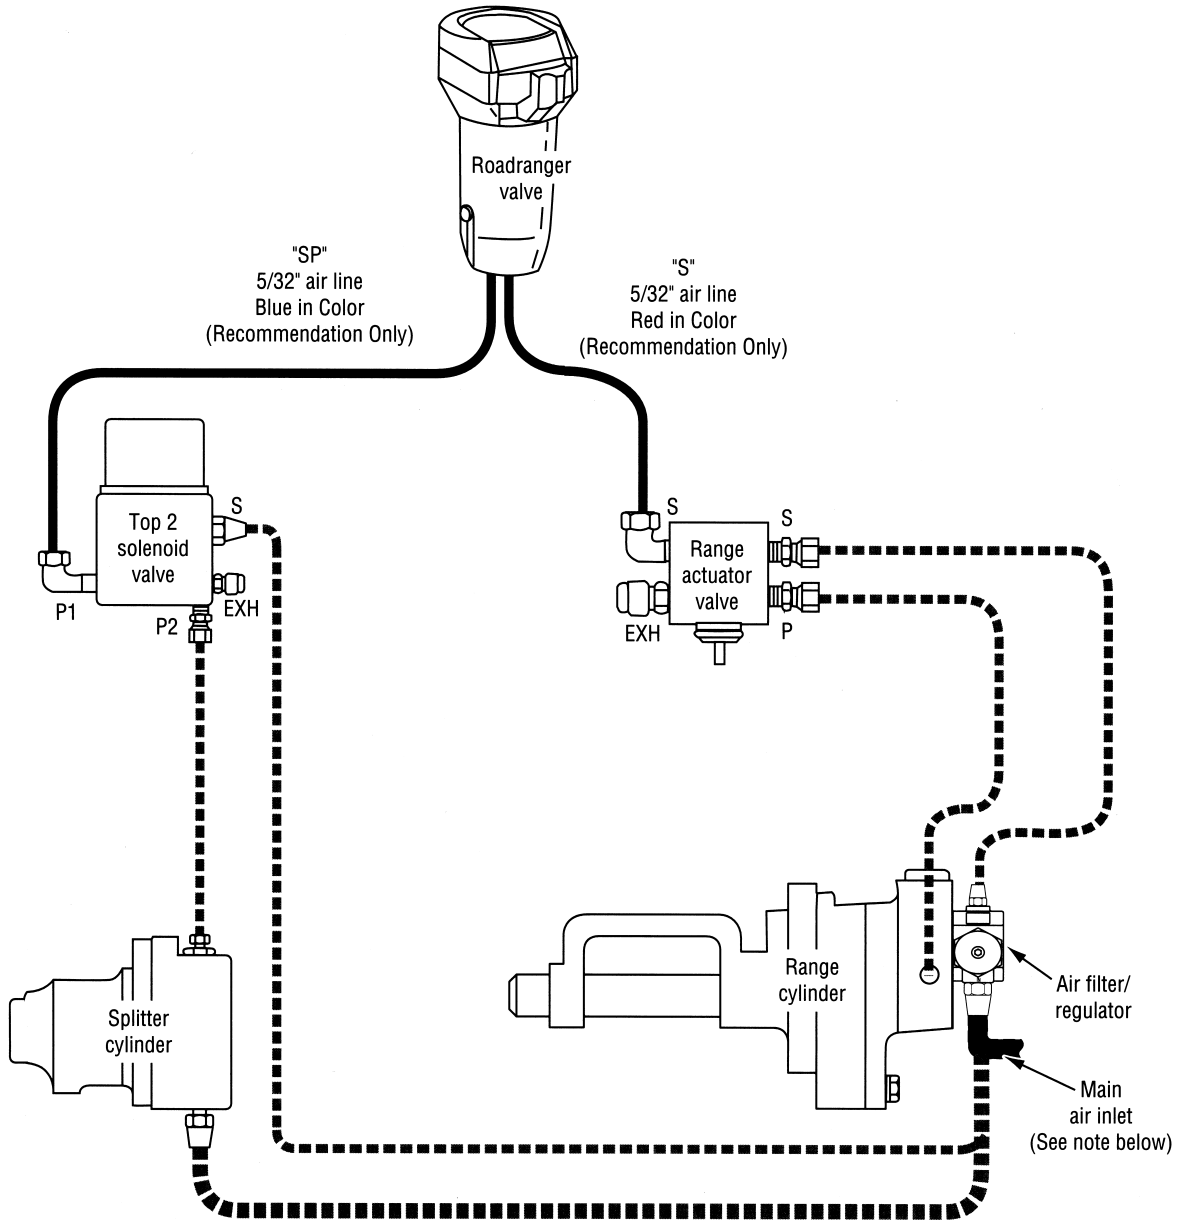 Roadranger
valve
"SP"
5/32" air line
Blue in Color
(Recommendation Only)
"S"
5/32" air line
Red in Color
(Recommendation Only)
S
Top 2
solenoid
valve
P1
P2
EXH
S
S
Range
actuator
valve
EXH
P
Range
cylinder
Air filter/
regulator
Splitter
cylinder
Main
air inlet
(See note below)